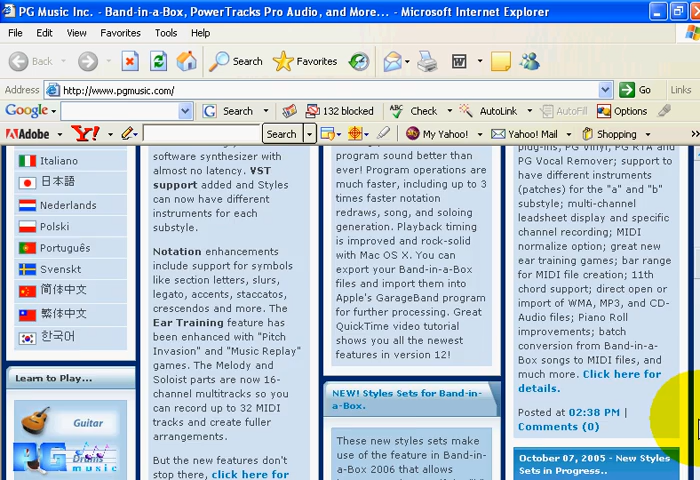 PG Music Inc. - Band-in-a-Box, PowerTracks Pro Audio, and More... - Microsoft Internet Explorer
File Edit View Favorites Tools Help
Back Search Favorites
Address http://www.pgmusic.com/ Go Links
Google Search 132 blocked Check AutoLink AutoFill Options
Adobe Y! Search My Yahoo! Yahoo! Mail Shopping
Italiano
日本語
Nederlands
Polski
Português
Svenskt
简体中文
繁体中文
한국어
Learn to Play...
Guitar
Drums
PG music
software synthesizer with
almost no latency. VST
support added and Styles
can now have different
instruments for each
substyle.
Notation enhancements
include support for symbols
like section letters, slurs,
legato, accents, staccatos,
crescendos and more. The
Ear Training feature has
been enhanced with "Pitch
Invasion" and "Music Replay"
games. The Melody and
Soloist parts are now 16-
channel multitracks so you
can record up to 32 MIDI
tracks and create fuller
arrangements.
But the new features don't
stop there, click here for
program sound better than
ever! Program operations are
much faster, including up to 3
times faster notation
redraws, song, and soloing
generation. Playback timing
is improved and rock-solid
with Mac OS X. You can
export your Band-in-a-Box
files and import them into
Apple's GarageBand program
for further processing. Great
QuickTime video tutorial
shows you all the newest
features in version 12!
NEW! Styles Sets for Band-in-
a-Box.
These new styles sets make
use of the feature in Band-in-
a-Box 2006 that allows
plug-ins, PG Vinyl, PG RTA and
PG Vocal Remover; support to
have different instruments
(patches) for the "a" and "b"
substyle; multi-channel
leadsheet display and specific
channel recording; MIDI
normalize option; great new
ear training games; bar range
for MIDI file creation; 11th
chord support; direct open or
import of WMA, MP3, and CD-
Audio files; Piano Roll
improvements; batch
conversion from Band-in-a-
Box songs to MIDI files, and
much more. Click here for
details.
Posted at 02:38 PM |
Comments (0)
October 07, 2005 - New Styles
Sets in Progress..